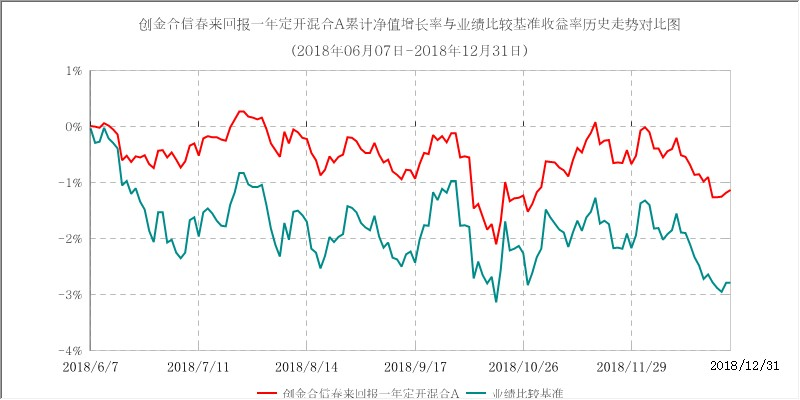 创金合信春来回报一年定开混合A累计净值增长率与业绩比较基准收益率历史走势对比图
(2018年06月07日-2018年12月31日)
1%
0%
-1%
-2%
-3%
-4%
2018/6/7 2018/7/11 2018/8/14 2018/9/17 2018/10/26 2018/11/29 2018/12/31
创金合信春来回报一年定开混合A 业绩比较基准